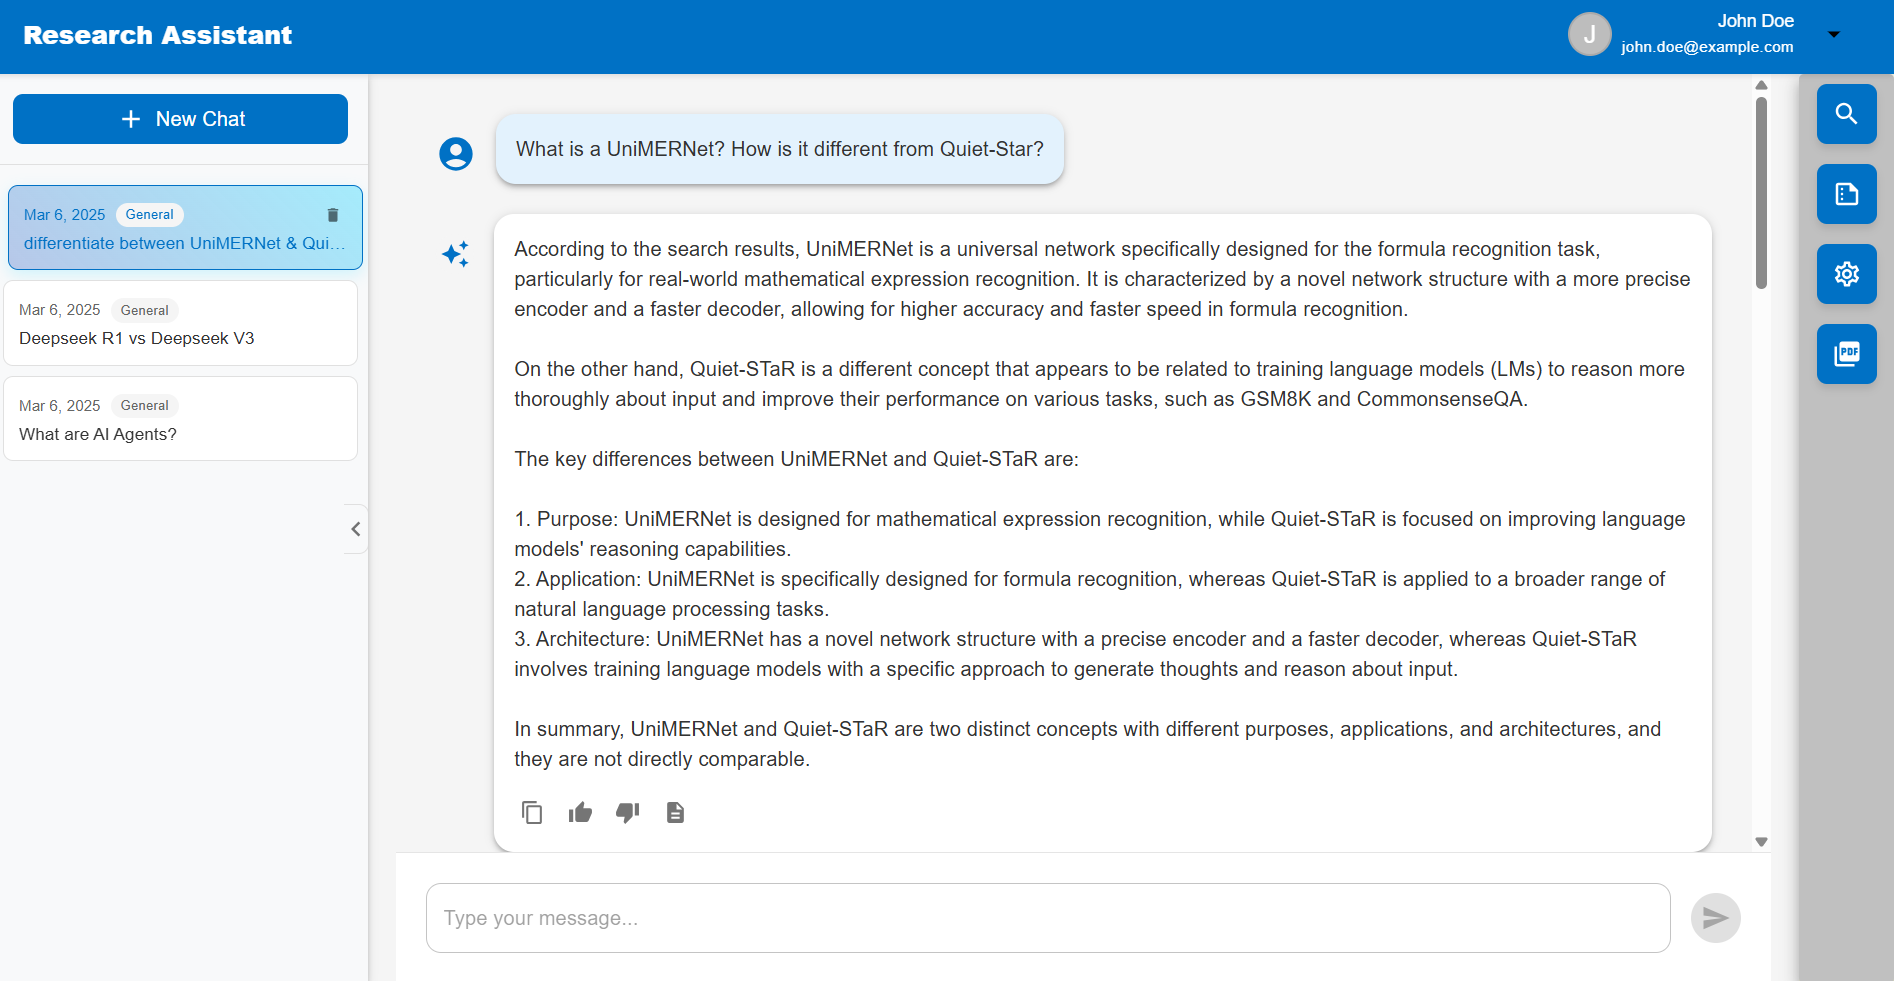 Research Assistant
J
John Doe
john.doe@example.com
New Chat
Mar 6, 2025 General
differentiate between UniMERNet & Qui...
Mar 6, 2025 General
Deepseek R1 vs Deepseek V3
Mar 6, 2025 General
What are AI Agents?
What is a UniMERNet? How is it different from Quiet-Star?
According to the search results, UniMERNet is a universal network specifically designed for the formula recognition task,
particularly for real-world mathematical expression recognition. It is characterized by a novel network structure with a more precise
encoder and a faster decoder, allowing for higher accuracy and faster speed in formula recognition.
On the other hand, Quiet-STaR is a different concept that appears to be related to training language models (LMs) to reason more
thoroughly about input and improve their performance on various tasks, such as GSM8K and CommonsenseQA.
The key differences between UniMERNet and Quiet-STaR are:
1. Purpose: UniMERNet is designed for mathematical expression recognition, while Quiet-STaR is focused on improving language
models' reasoning capabilities.
2. Application: UniMERNet is specifically designed for formula recognition, whereas Quiet-STaR is applied to a broader range of
natural language processing tasks.
3. Architecture: UniMERNet has a novel network structure with a precise encoder and a faster decoder, whereas Quiet-STaR
involves training language models with a specific approach to generate thoughts and reason about input.
In summary, UniMERNet and Quiet-STaR are two distinct concepts with different purposes, applications, and architectures, and
they are not directly comparable.
Type your message...
PDF